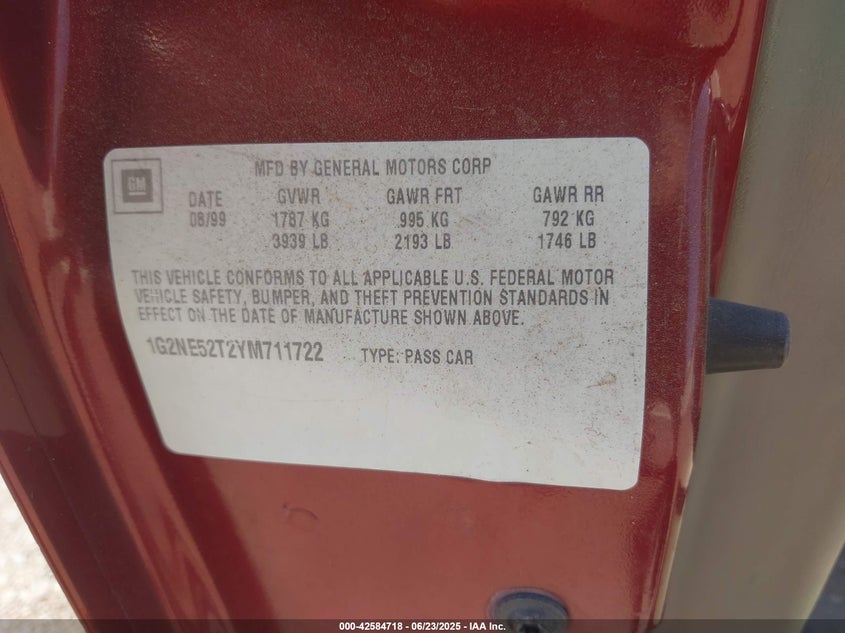 MFD BY GENERAL MOTORS CORP
GM
DATE GVWR GAWR FRT GAWR RR
08/99 1787 KG 995 KG 792 KG
3939 LB 2193 LB 1746 LB
THIS VEHICLE CONFORMS TO ALL APPLICABLE U.S. FEDERAL MOTOR
VEHICLE SAFETY, BUMPER, AND THEFT PREVENTION STANDARDS IN
EFFECT ON THE DATE OF MANUFACTURE SHOWN ABOVE.
1G2NE52T2YM711722 TYPE: PASS CAR
000-42584718 - 06/23/2025 - IAA Inc.